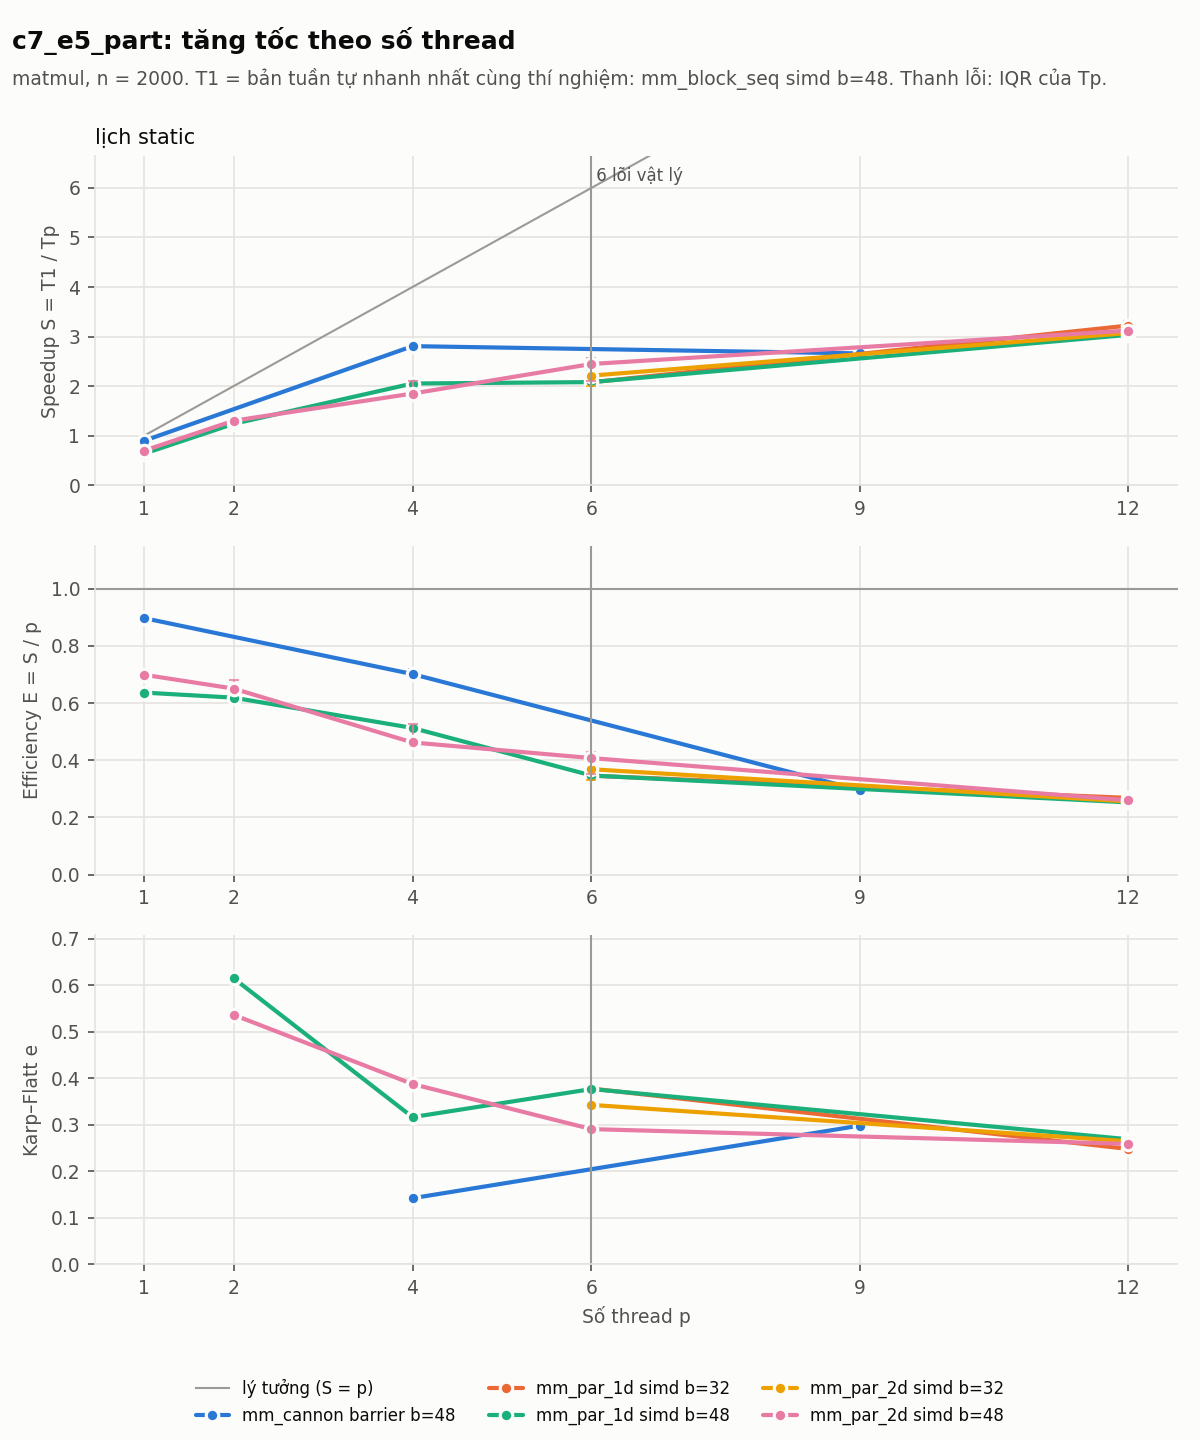 c7_e5_part: tăng tốc theo số thread
matmul, n = 2000. T1 = bản tuần tự nhanh nhất cùng thí nghiệm: mm_block_seq simd b=48. Thanh lỗi: IQR của Tp.
lịch static
6 lõi vật lý
Speedup S = T1 / Tp
6
5
4
3
2
1
0
1 2 4 6 9 12
Efficiency E = S / p
1.0
0.8
0.6
0.4
0.2
0.0
1 2 4 6 9 12
Karp–Flatt e
0.7
0.6
0.5
0.4
0.3
0.2
0.1
0.0
1 2 4 6 9 12
Số thread p
lý tưởng (S = p)
mm_cannon barrier b=48
mm_par_1d simd b=32
mm_par_1d simd b=48
mm_par_2d simd b=32
mm_par_2d simd b=48